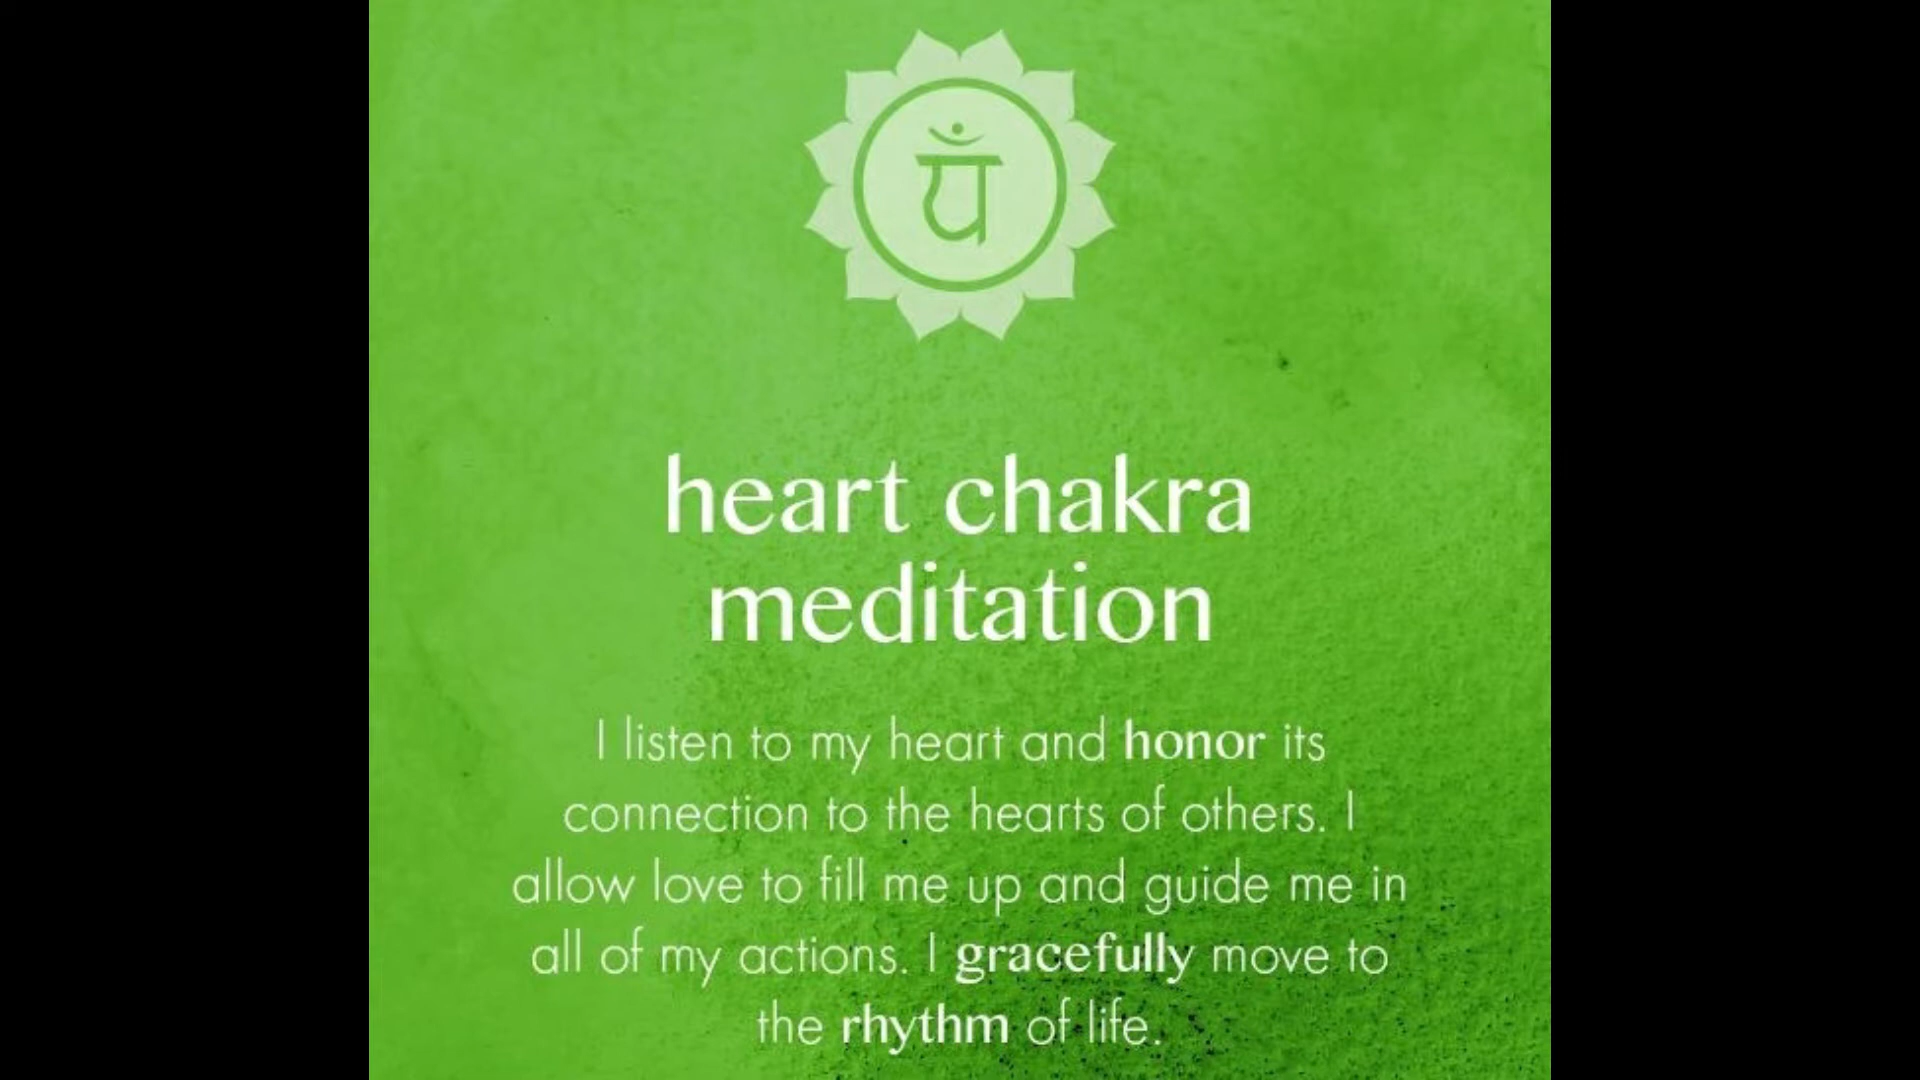 यँ
heart chakra
meditation
I listen to my heart and honor its
connection to the hearts of others. I
allow love to fill me up and guide me in
all of my actions. I gracefully move to
the rhythm of life.